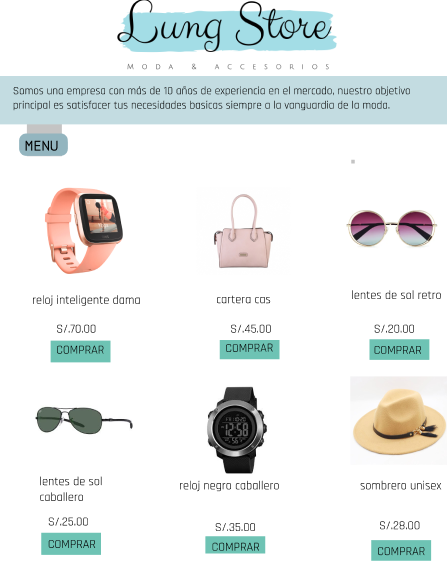 Lung Store
MODA & ACCESORIOS
Somos una empresa con más de 10 años de experiencia en el mercado, nuestro objetivo
principal es satisfacer tus necesidades basicas siempre a la vanguardia de la moda.
MENU
reloj inteligente dama
S/.70.00
COMPRAR
cartera cas
S/.45.00
COMPRAR
lentes de sol retro
S/.20.00
COMPRAR
lentes de sol
caballero
S/.25.00
COMPRAR
reloj negro caballero
S/.35.00
COMPRAR
sombrero unisex
S/.28.00
COMPRAR